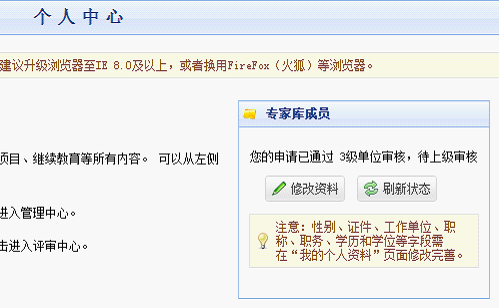 个人中心
建议升级浏览器至IE 8.0及以上，或者换用FireFox（火狐）等浏览器。
专家库成员
项目、继续教育等所有内容。 可以从左侧
您的申请已通过 3级单位审核，待上级审核
修改资料 刷新状态
进入管理中心。
注意：性别、证件、工作单位、职
称、职务、学历和学位等字段需
在“我的个人资料”页面修改完善。
击进入评审中心。